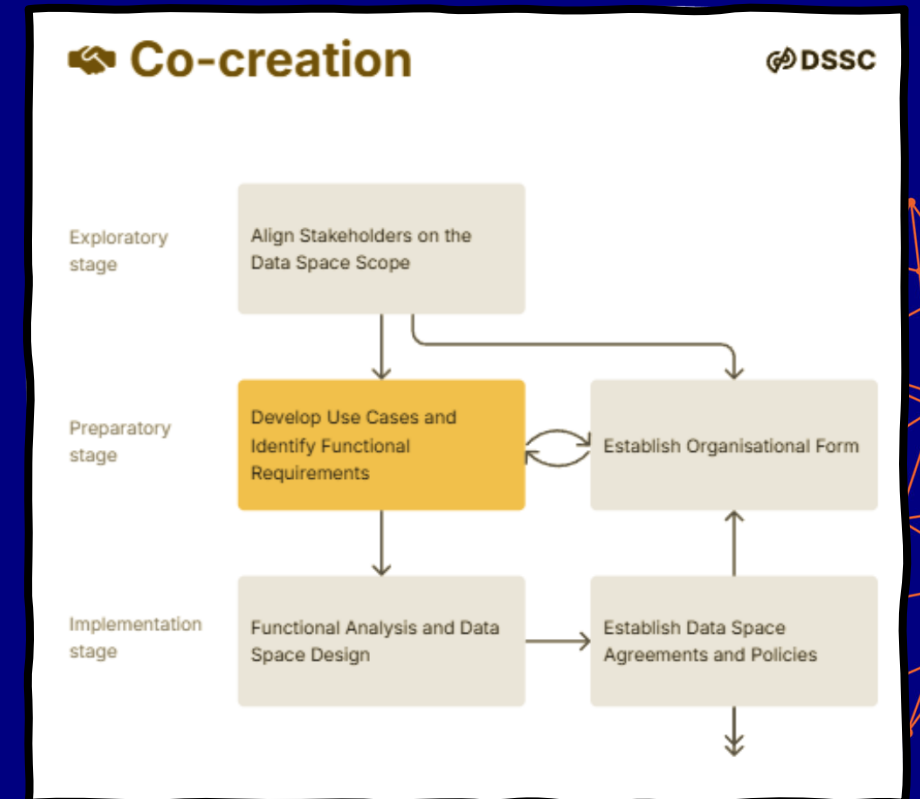 Co-creation
DSSC
Exploratory
stage
Align Stakeholders on the
Data Space Scope
Preparatory
stage
Develop Use Cases and
Identify Functional
Requirements
Establish Organisational Form
Implementation
stage
Functional Analysis and Data
Space Design
Establish Data Space
Agreements and Policies